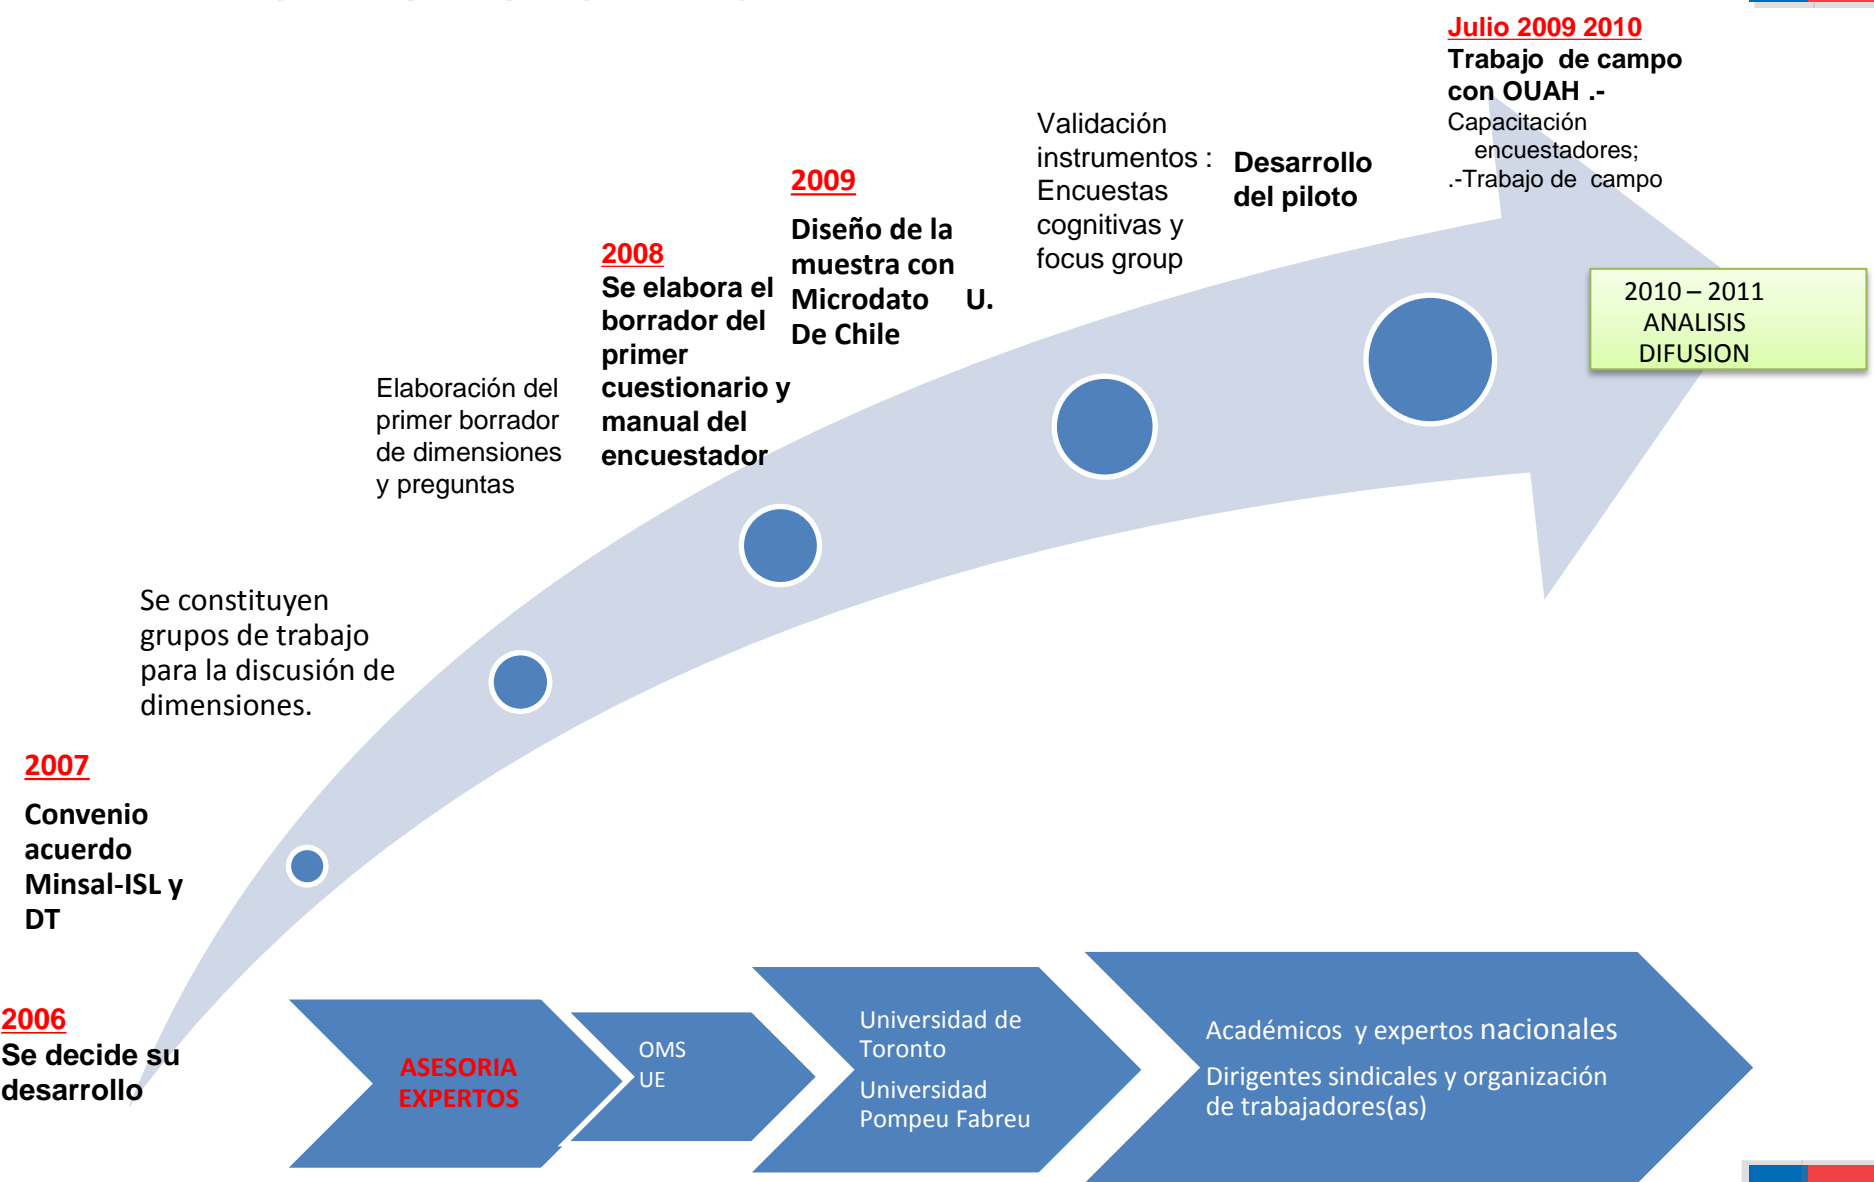 2006
Se decide su
desarrollo
2007
Convenio
acuerdo
Minsal-ISL y
DT
Se constituyen
grupos de trabajo
para la discusión de
dimensiones.
Elaboración del
primer borrador
de dimensiones
y preguntas
2008
Se elabora el
borrador del
primer
cuestionario y
manual del
encuestador
2009
Diseño de la
muestra con
Microdato U.
De Chile
Validación
instrumentos :
Encuestas
cognitivas y
focus group
Desarrollo
del piloto
Julio 2009 2010
Trabajo de campo
con OUAH .-
Capacitación
encuestadores;
.-Trabajo de campo
2010 – 2011
ANALISIS
DIFUSION
ASESORIA
EXPERTOS
OMS
UE
Universidad de
Toronto
Universidad
Pompeu Fabreu
Académicos y expertos nacionales
Dirigentes sindicales y organización
de trabajadores(as)